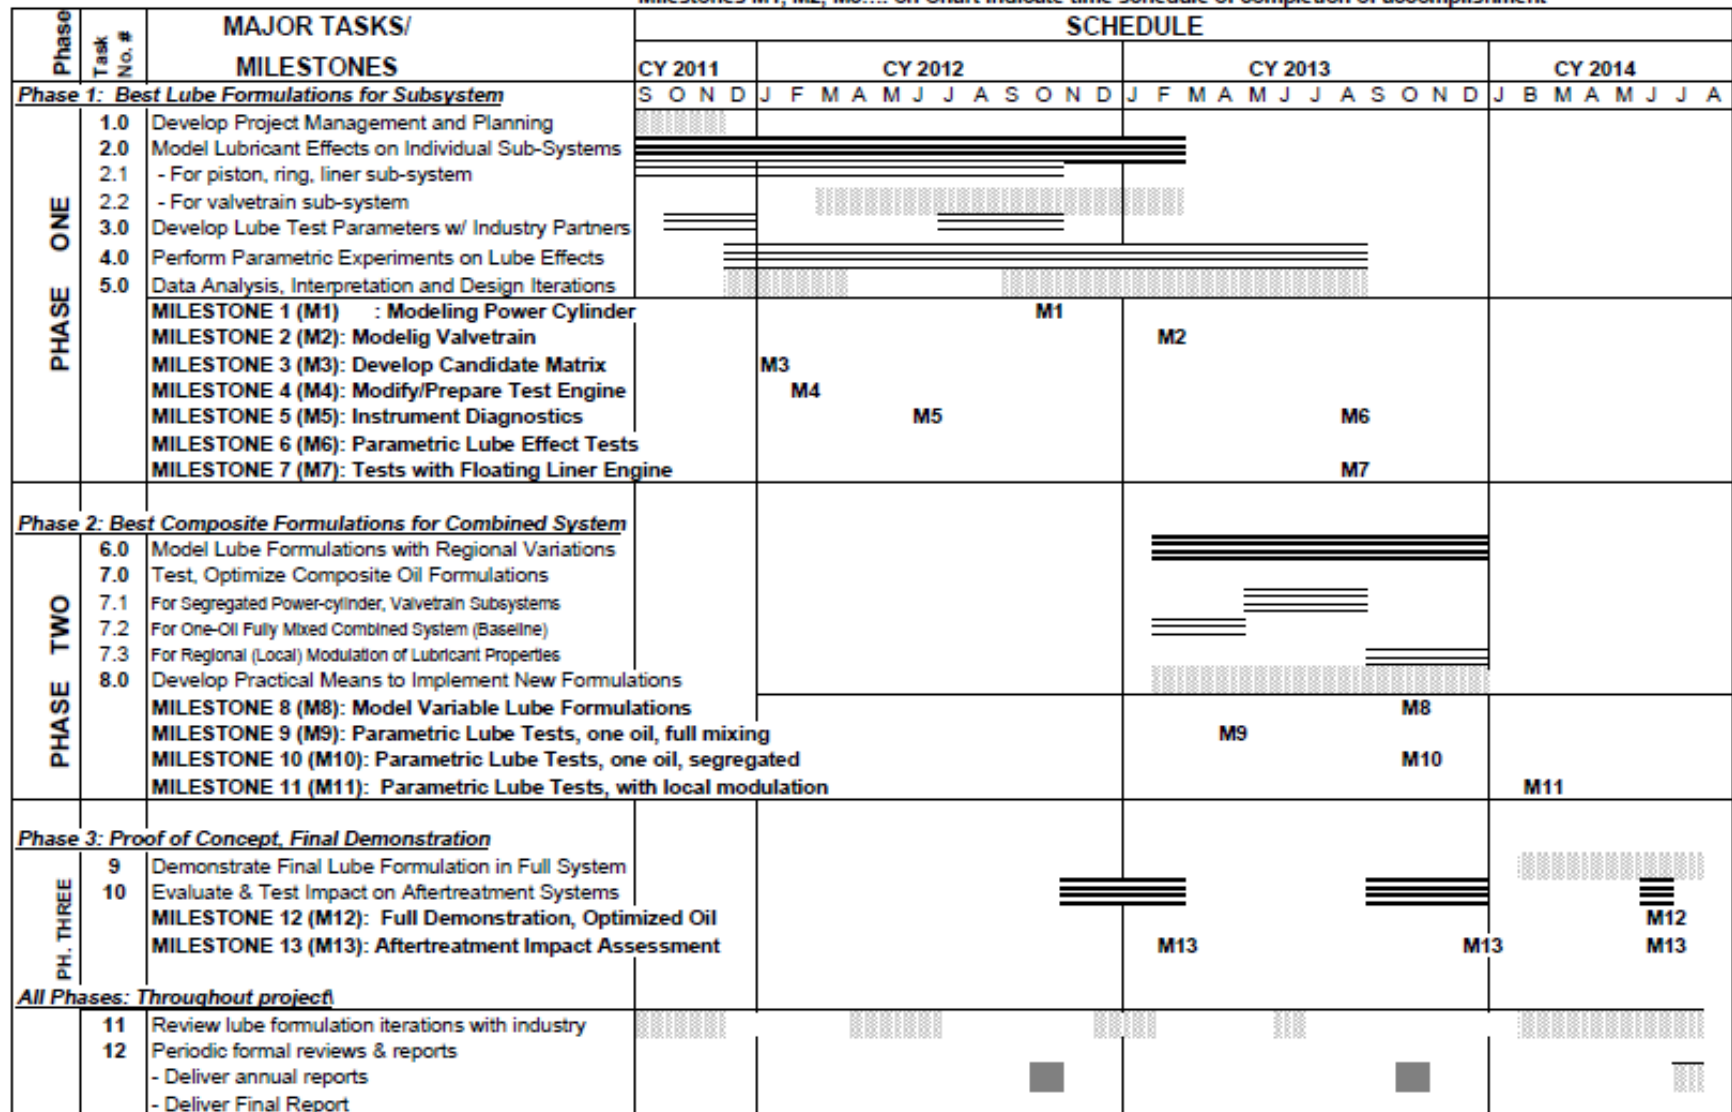 Milestones M1, M2, M3.... on Chart indicate time schedule of completion of accomplishment
Phase Task No. # MAJOR TASKS/ MILESTONES SCHEDULE
CY 2011 CY 2012 CY 2013 CY 2014
Phase 1: Best Lube Formulations for Subsystem S O N D J F M A M J J A S O N D J F M A M J J A S O N D J B M A M J J A
PHASE ONE
1.0 Develop Project Management and Planning
2.0 Model Lubricant Effects on Individual Sub-Systems
2.1 - For piston, ring, liner sub-system
2.2 - For valvetrain sub-system
3.0 Develop Lube Test Parameters w/ Industry Partners
4.0 Perform Parametric Experiments on Lube Effects
5.0 Data Analysis, Interpretation and Design Iterations
MILESTONE 1 (M1) : Modeling Power Cylinder M1
MILESTONE 2 (M2): Modelig Valvetrain M2
MILESTONE 3 (M3): Develop Candidate Matrix M3
MILESTONE 4 (M4): Modify/Prepare Test Engine M4
MILESTONE 5 (M5): Instrument Diagnostics M5 M6
MILESTONE 6 (M6): Parametric Lube Effect Tests
MILESTONE 7 (M7): Tests with Floating Liner Engine M7
Phase 2: Best Composite Formulations for Combined System
PHASE TWO
6.0 Model Lube Formulations with Regional Variations
7.0 Test, Optimize Composite Oil Formulations
7.1 For Segregated Power-cylinder, Valvetrain Subsystems
7.2 For One-Oil Fully Mixed Combined System (Baseline)
7.3 For Regional (Local) Modulation of Lubricant Properties
8.0 Develop Practical Means to Implement New Formulations
MILESTONE 8 (M8): Model Variable Lube Formulations M8
MILESTONE 9 (M9): Parametric Lube Tests, one oil, full mixing M9
MILESTONE 10 (M10): Parametric Lube Tests, one oil, segregated M10
MILESTONE 11 (M11): Parametric Lube Tests, with local modulation M11
Phase 3: Proof of Concept, Final Demonstration
PH. THREE
9 Demonstrate Final Lube Formulation in Full System
10 Evaluate & Test Impact on Aftertreatment Systems
MILESTONE 12 (M12): Full Demonstration, Optimized Oil M12
MILESTONE 13 (M13): Aftertreatment Impact Assessment M13 M13 M13
All Phases: Throughout project\
11 Review lube formulation iterations with industry
12 Periodic formal reviews & reports
- Deliver annual reports
- Deliver Final Report